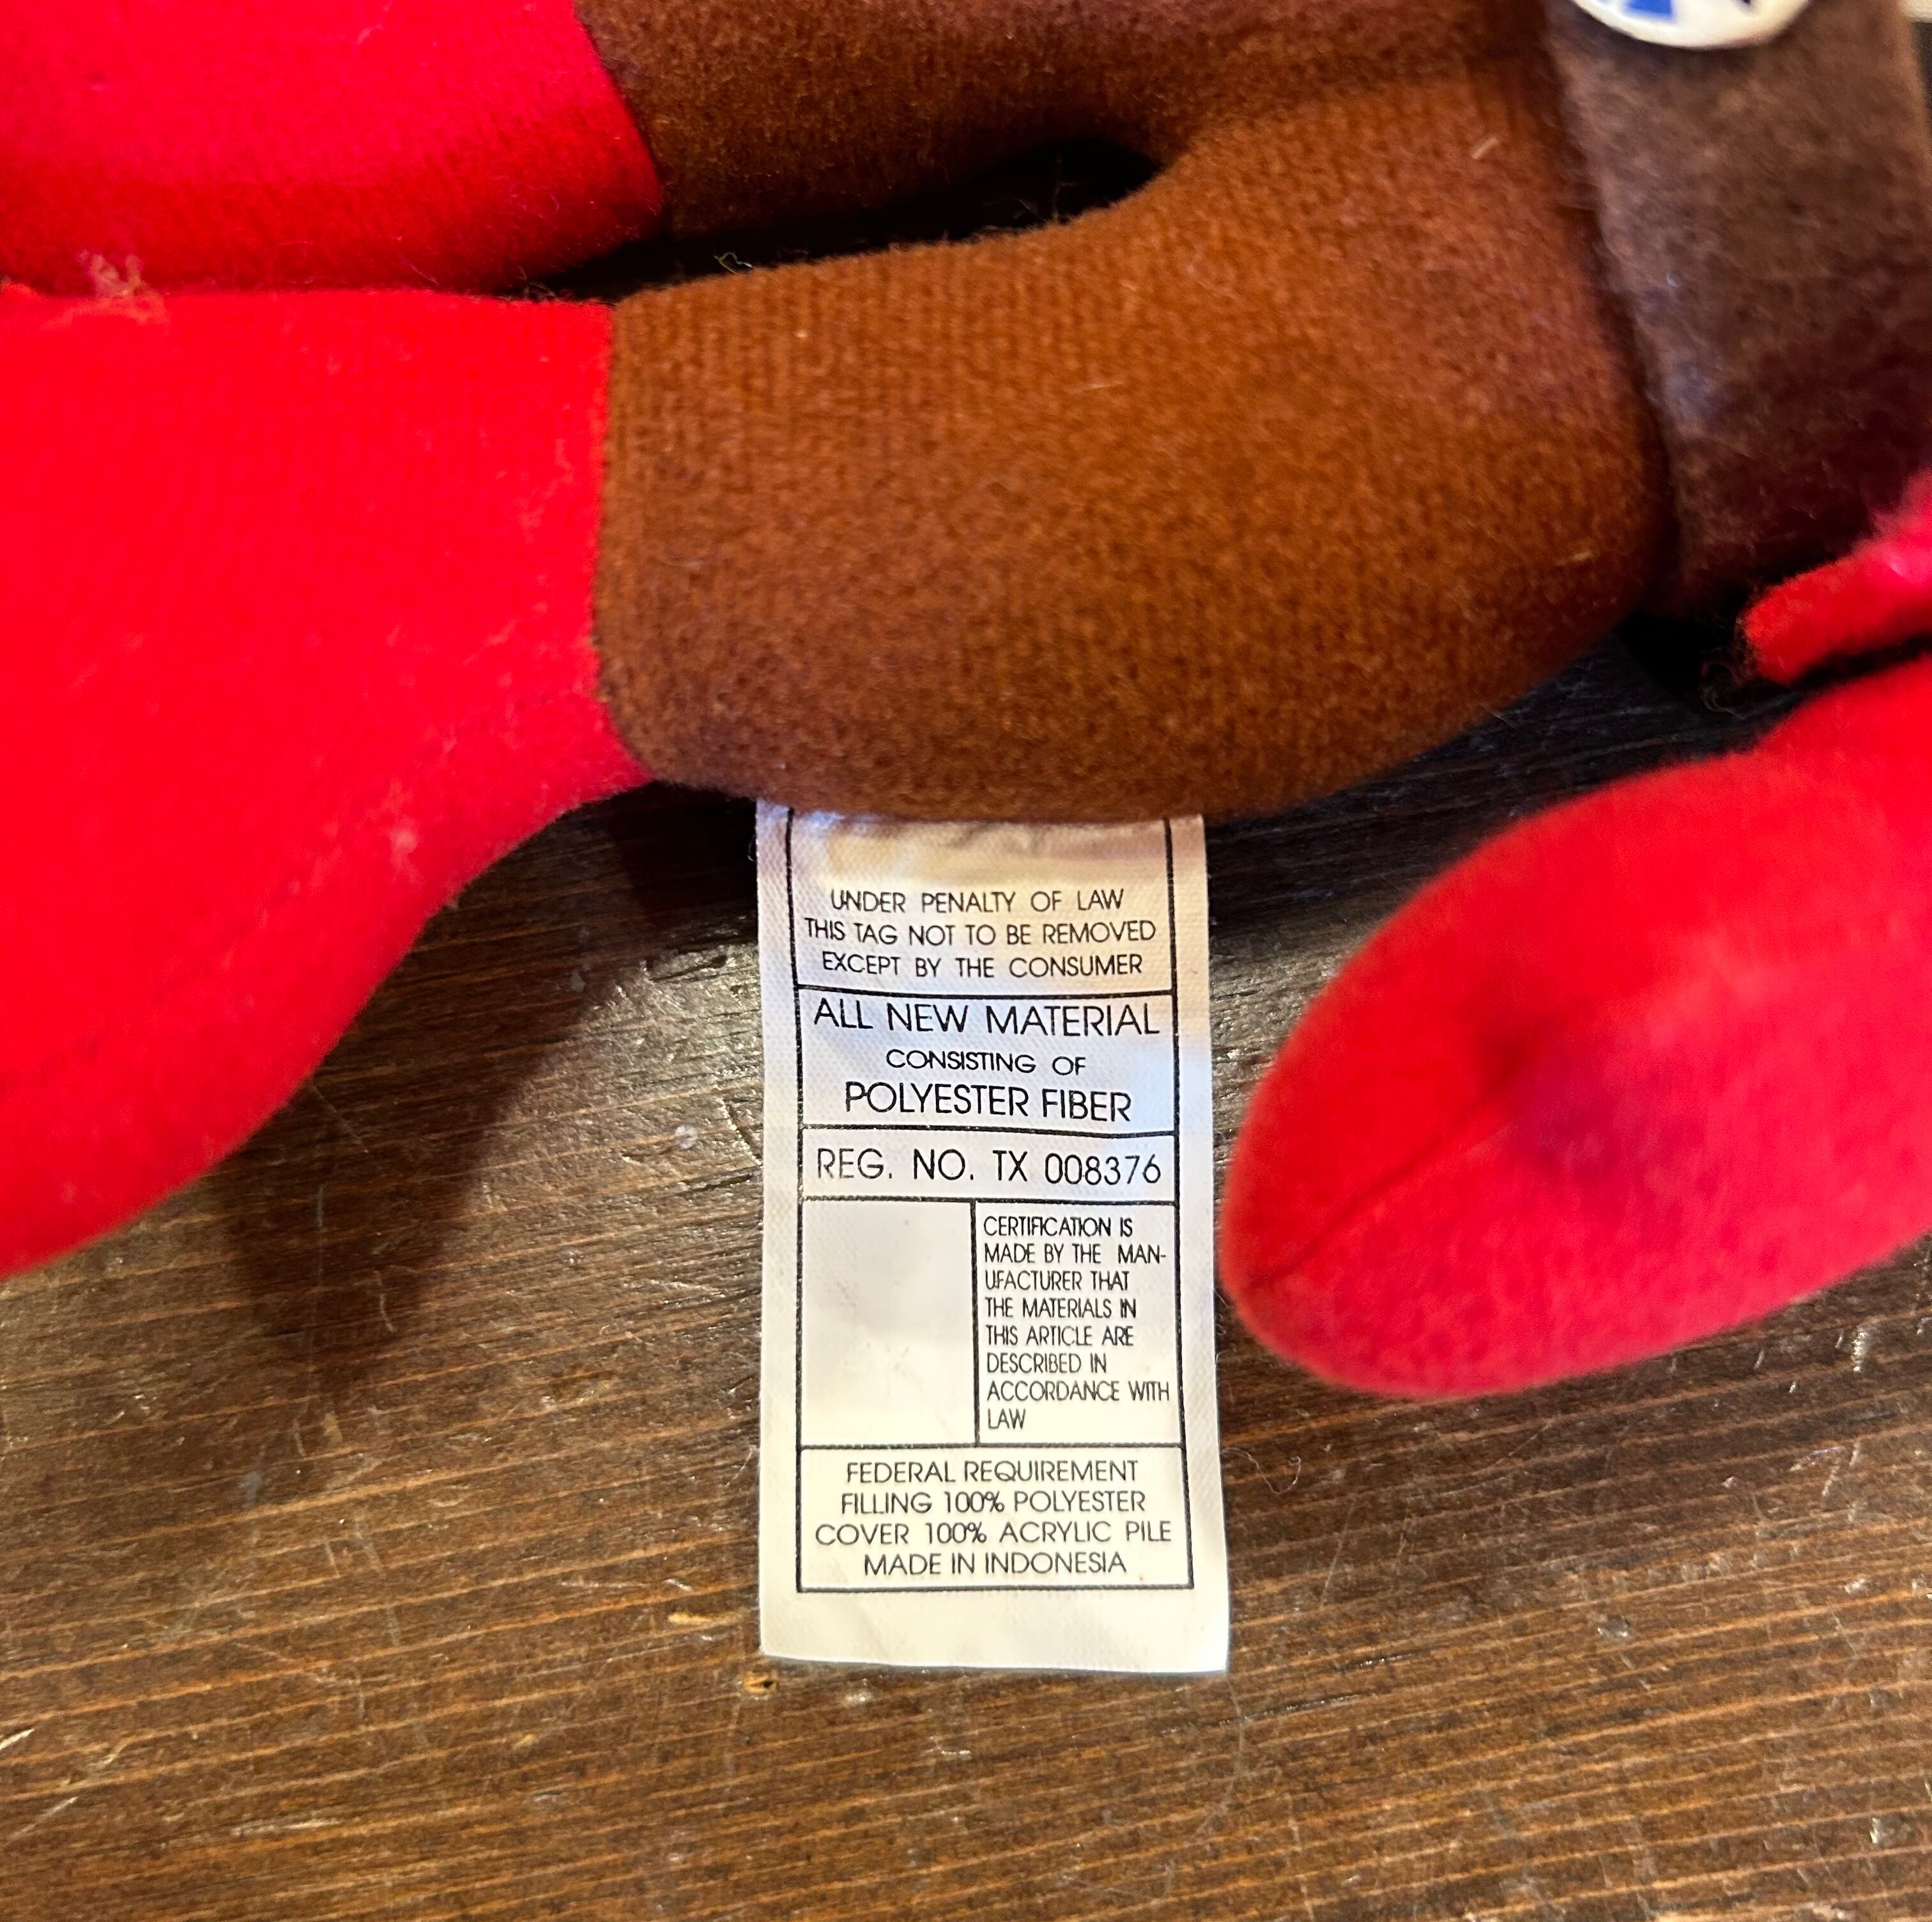 UNDER PENALTY OF LAW
THIS TAG NOT TO BE REMOVED
EXCEPT BY THE CONSUMER
ALL NEW MATERIAL
CONSISTING OF
POLYESTER FIBER
REG. NO. TX 008376
CERTIFICATION IS
MADE BY THE MAN-
UFACTURER THAT
THE MATERIALS IN
THIS ARTICLE ARE
DESCRIBED IN
ACCORDANCE WITH
LAW
FEDERAL REQUIREMENT
FILLING 100% POLYESTER
COVER 100% ACRYLIC PILE
MADE IN INDONESIA